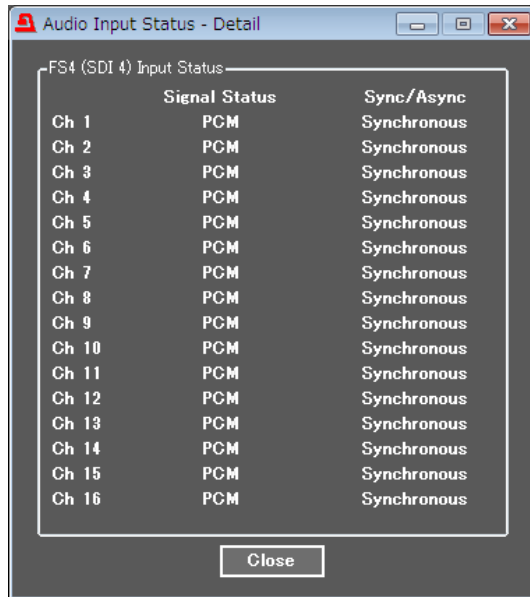 Audio Input Status - Detail
FS4 (SDI 4) Input Status
Signal Status Sync/Async
Ch 1 PCM Synchronous
Ch 2 PCM Synchronous
Ch 3 PCM Synchronous
Ch 4 PCM Synchronous
Ch 5 PCM Synchronous
Ch 6 PCM Synchronous
Ch 7 PCM Synchronous
Ch 8 PCM Synchronous
Ch 9 PCM Synchronous
Ch 10 PCM Synchronous
Ch 11 PCM Synchronous
Ch 12 PCM Synchronous
Ch 13 PCM Synchronous
Ch 14 PCM Synchronous
Ch 15 PCM Synchronous
Ch 16 PCM Synchronous
Close